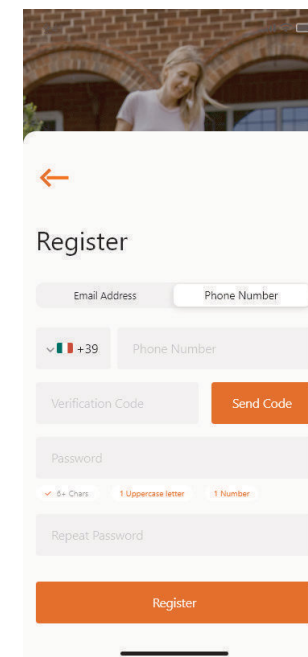 Register
Email Address Phone Number
+39 Phone Number
Verification Code Send Code
Password
6+ Chars 1 Uppercase letter 1 Number
Repeat Password
Register